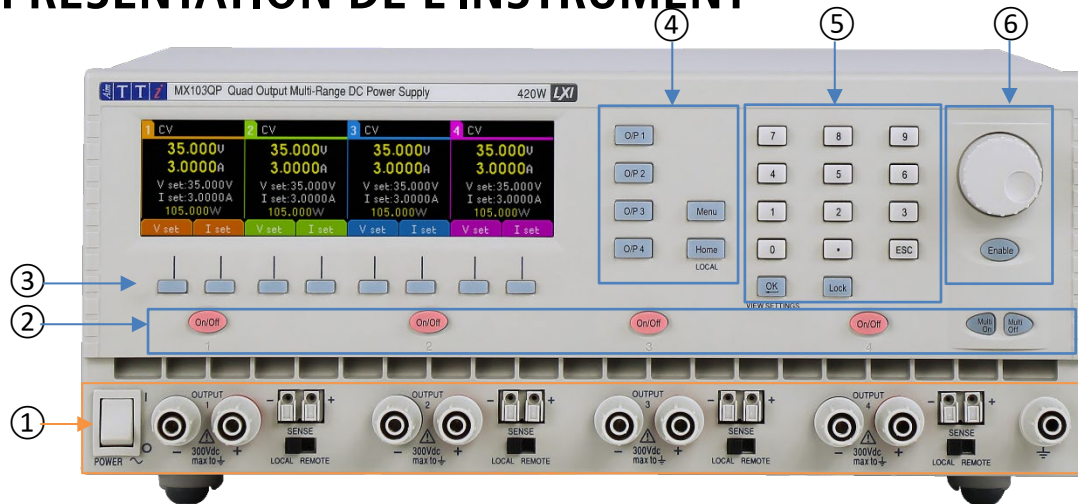 PRÉSENTATION DE L'INSTRUMENT
④ ⑤ ⑥
Aim TTi MX103QP Quad Output Multi-Range DC Power Supply 420W LXI
1 CV 2 CV 3 CV 4 CV
35.000V 35.000V 35.000V 35.000V
3.0000A 3.0000A 3.0000A 3.0000A
V set:35.000V V set:35.000V V set:35.000V V set:35.000V
I set:3.0000A I set:3.0000A I set:3.0000A I set:3.0000A
105.000W 105.000W 105.000W 105.000W
V set I set V set I set V set I set V set I set
O/P 1
O/P 2
O/P 3 Menu
O/P 4 Home
LOCAL
7 8 9
4 5 6
1 2 3
0 • ESC
OK Lock
VIEW SETTINGS
Enable
③
②
On/Off On/Off On/Off On/Off Multi On Multi Off
1 2 3 4
①
I O
POWER
OUTPUT 1 - + 300Vdc max to
- + SENSE
LOCAL REMOTE
OUTPUT 2 - + 300Vdc max to
- + SENSE
LOCAL REMOTE
OUTPUT 3 - + 300Vdc max to
- + SENSE
LOCAL REMOTE
OUTPUT 4 - + 300Vdc max to
- + SENSE
LOCAL REMOTE